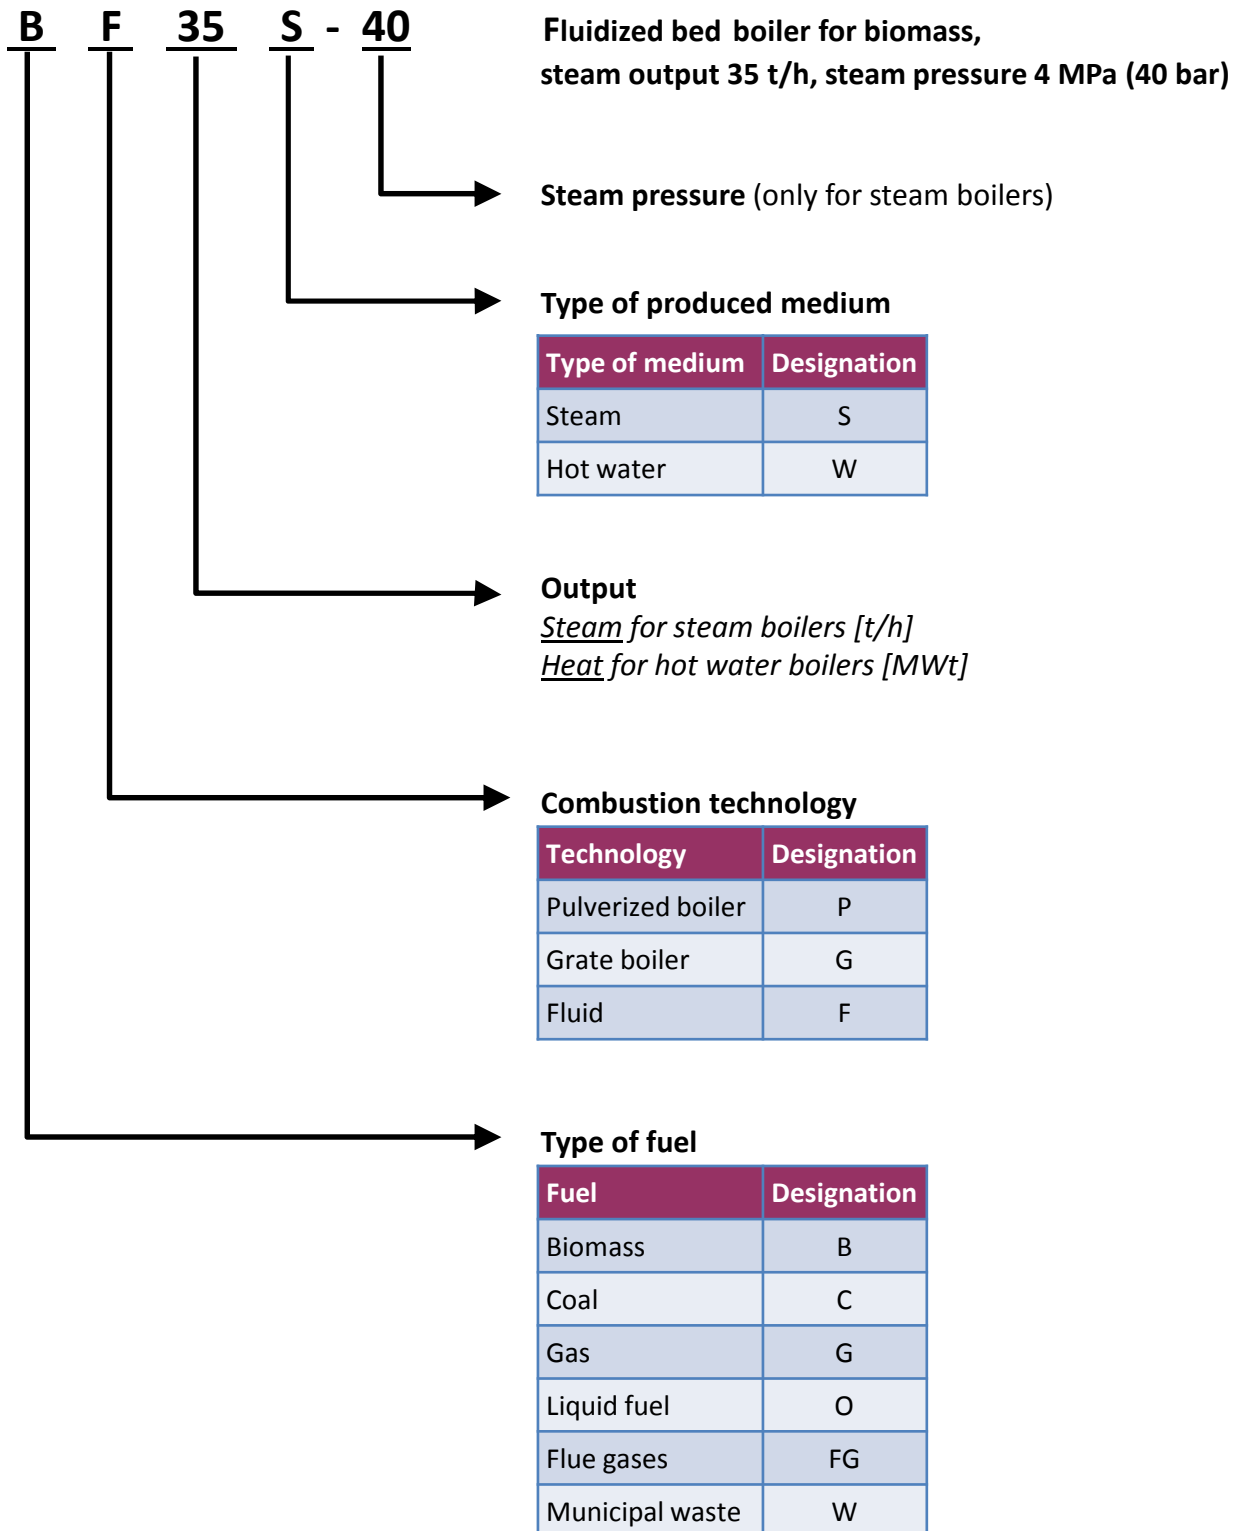 B F 35 S - 40
Fluidized bed boiler for biomass,
steam output 35 t/h, steam pressure 4 MPa (40 bar)
Steam pressure (only for steam boilers)
Type of produced medium
Type of medium Designation
Steam S
Hot water W
Output
Steam for steam boilers [t/h]
Heat for hot water boilers [MWt]
Combustion technology
Technology Designation
Pulverized boiler P
Grate boiler G
Fluid F
Type of fuel
Fuel Designation
Biomass B
Coal C
Gas G
Liquid fuel O
Flue gases FG
Municipal waste W